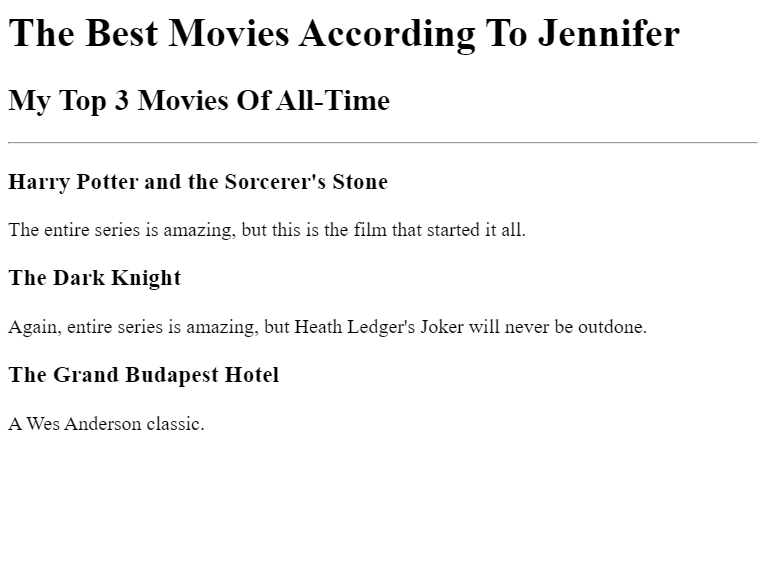 The Best Movies According To Jennifer
My Top 3 Movies Of All-Time
Harry Potter and the Sorcerer's Stone
The entire series is amazing, but this is the film that started it all.
The Dark Knight
Again, entire series is amazing, but Heath Ledger's Joker will never be outdone.
The Grand Budapest Hotel
A Wes Anderson classic.